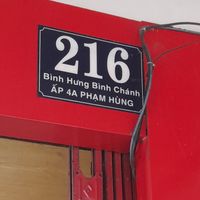 216
Bình Hưng Bình Chánh
ẤP 4A PHẠM HÙNG